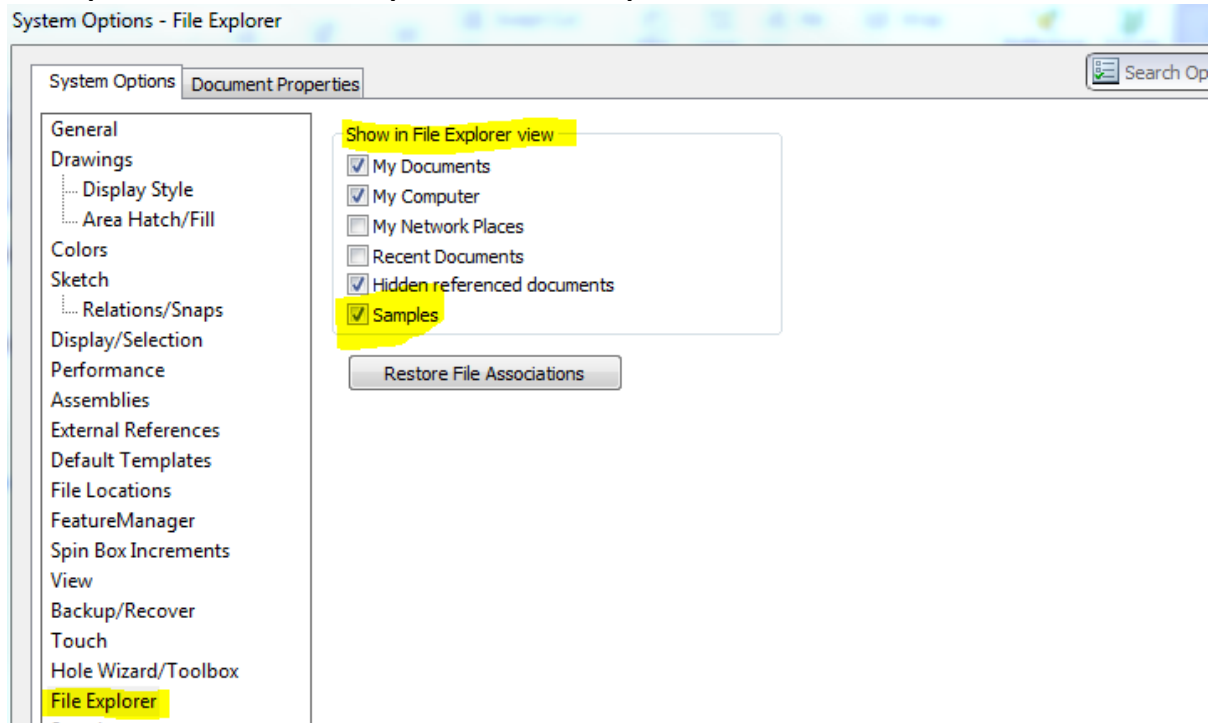 System Options - File Explorer
System Options Document Properties
Search Op
General
Drawings
Display Style
Area Hatch/Fill
Colors
Sketch
Relations/Snaps
Display/Selection
Performance
Assemblies
External References
Default Templates
File Locations
FeatureManager
Spin Box Increments
View
Backup/Recover
Touch
Hole Wizard/Toolbox
File Explorer
Show in File Explorer view
My Documents
My Computer
My Network Places
Recent Documents
Hidden referenced documents
Samples
Restore File Associations